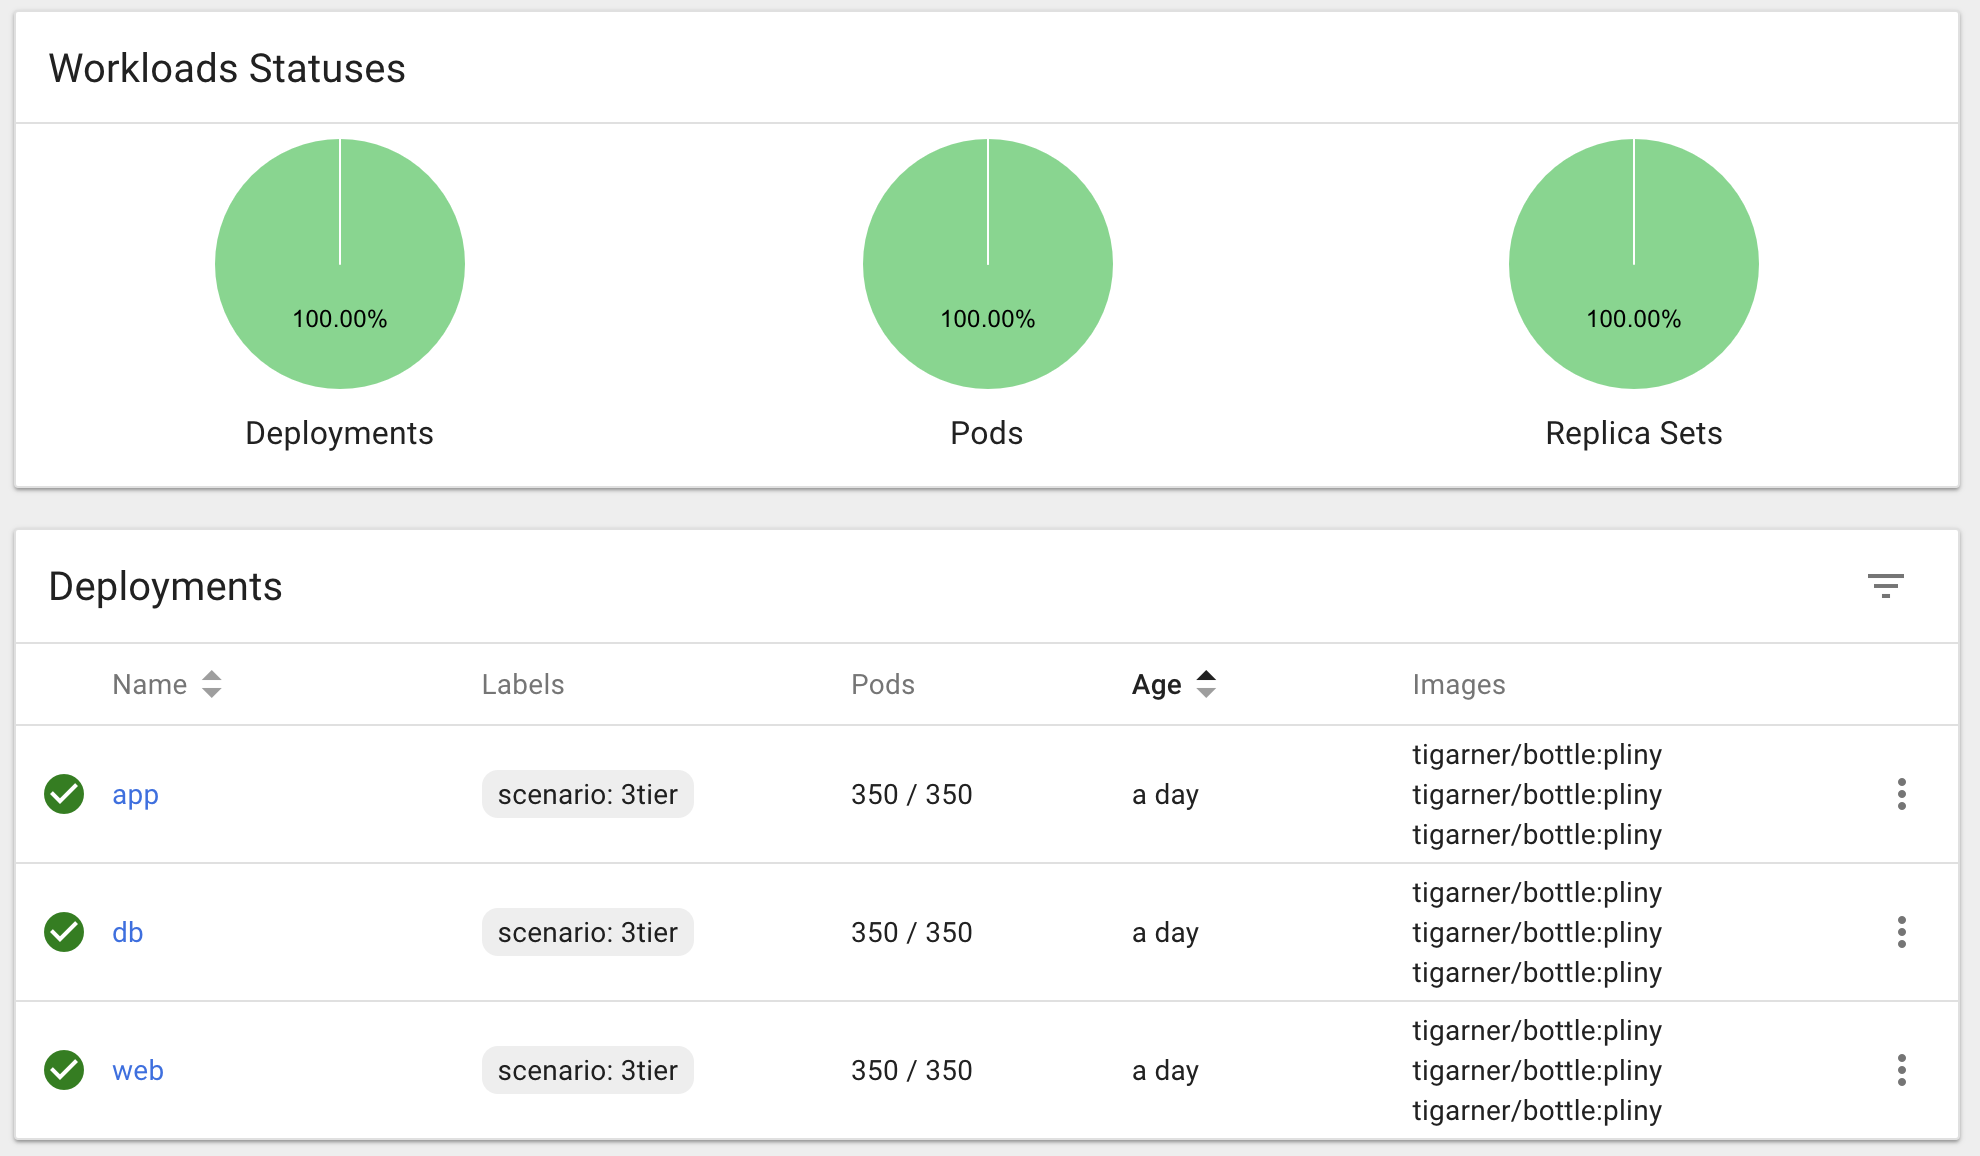 Workloads Statuses
100.00%
100.00%
100.00%
Deployments
Pods
Replica Sets
Deployments
Name Labels Pods Age Images
app scenario: 3tier 350 / 350 a day tigarner/bottle:pliny
tigarner/bottle:pliny
tigarner/bottle:pliny
db scenario: 3tier 350 / 350 a day tigarner/bottle:pliny
tigarner/bottle:pliny
tigarner/bottle:pliny
web scenario: 3tier 350 / 350 a day tigarner/bottle:pliny
tigarner/bottle:pliny
tigarner/bottle:pliny